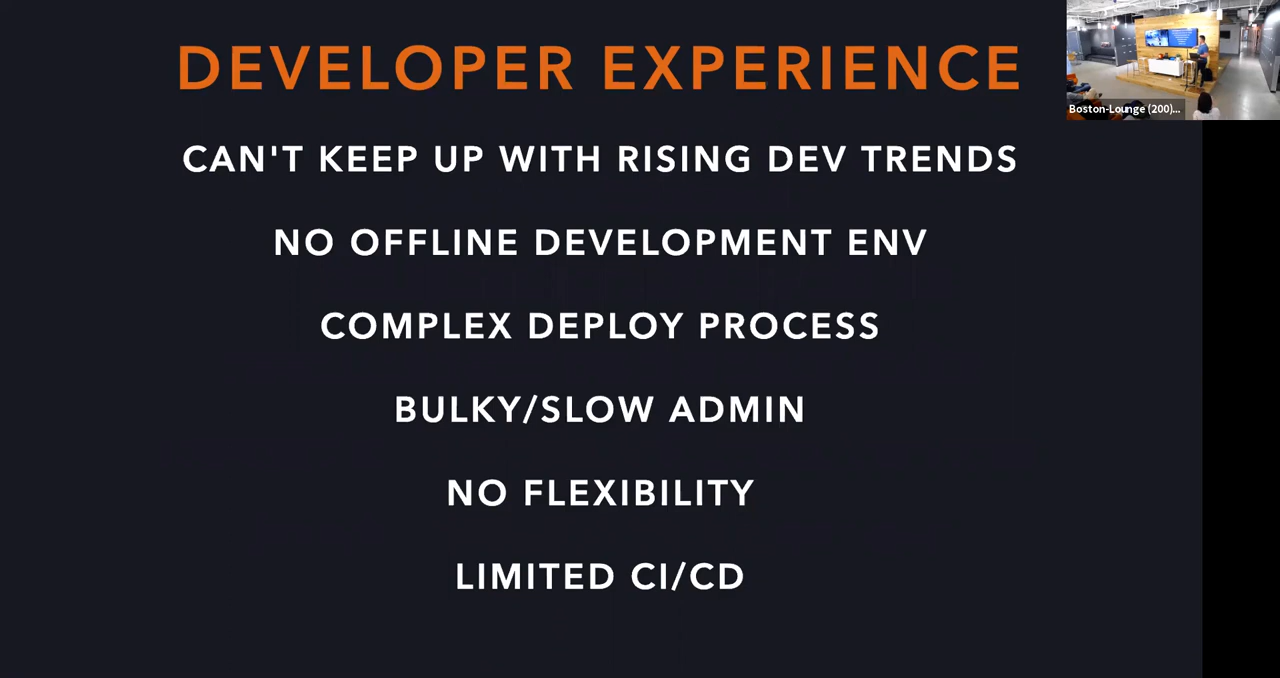 DEVELOPER EXPERIENCE
Boston-Lounge (200)...
CAN'T KEEP UP WITH RISING DEV TRENDS
NO OFFLINE DEVELOPMENT ENV
COMPLEX DEPLOY PROCESS
BULKY/SLOW ADMIN
NO FLEXIBILITY
LIMITED CI/CD